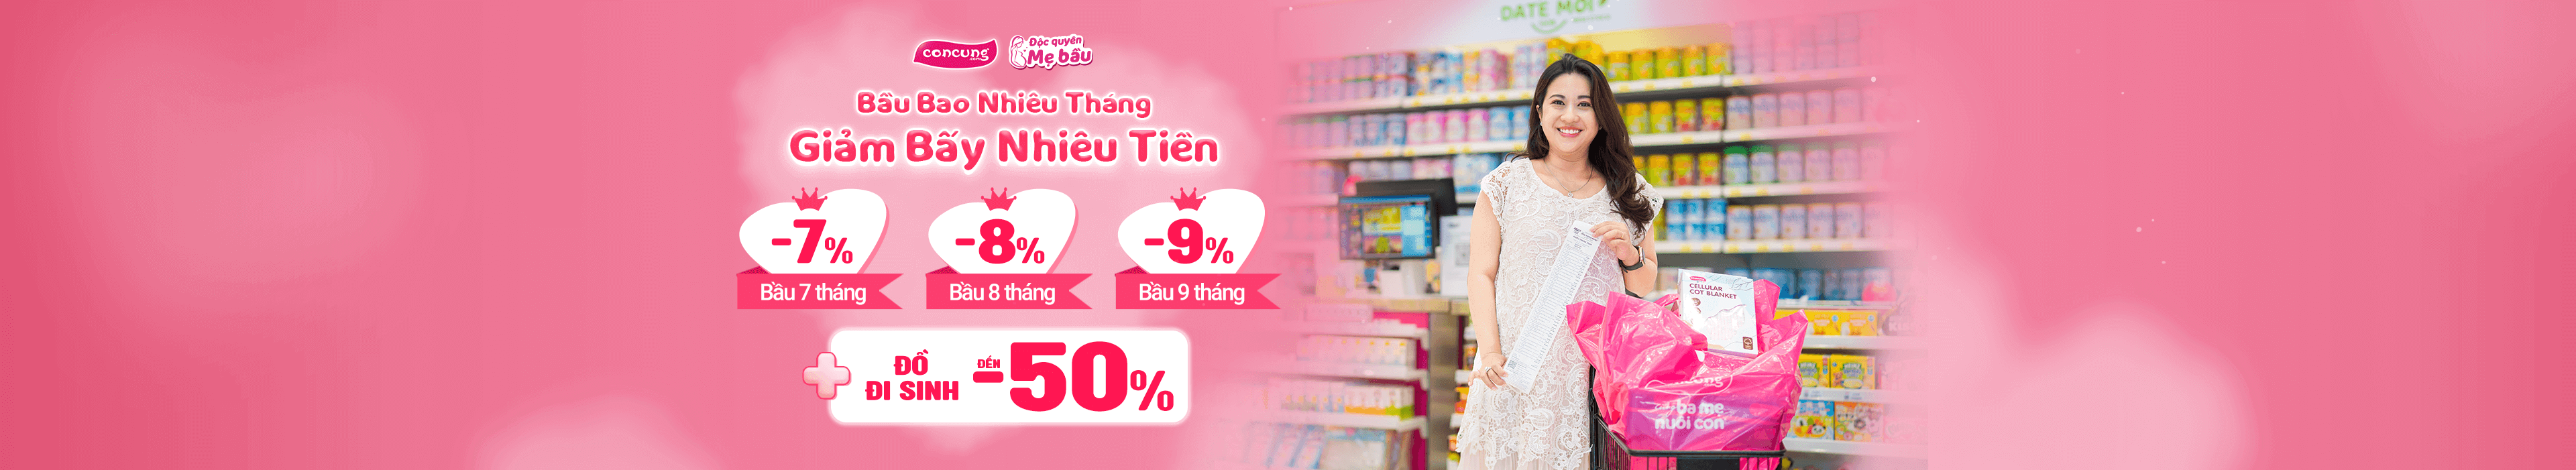 concung
.com
Độc quyền
Mẹ bầu
Bầu Bao Nhiêu Tháng
Giảm Bấy Nhiêu Tiền
-7%
Bầu 7 tháng
-8%
Bầu 8 tháng
-9%
Bầu 9 tháng
+ ĐỒ
ĐI SINH
ĐẾN
-50%
DATE MỚI
concung
CELLULAR
COT BLANKET
ba mẹ
nuôi con